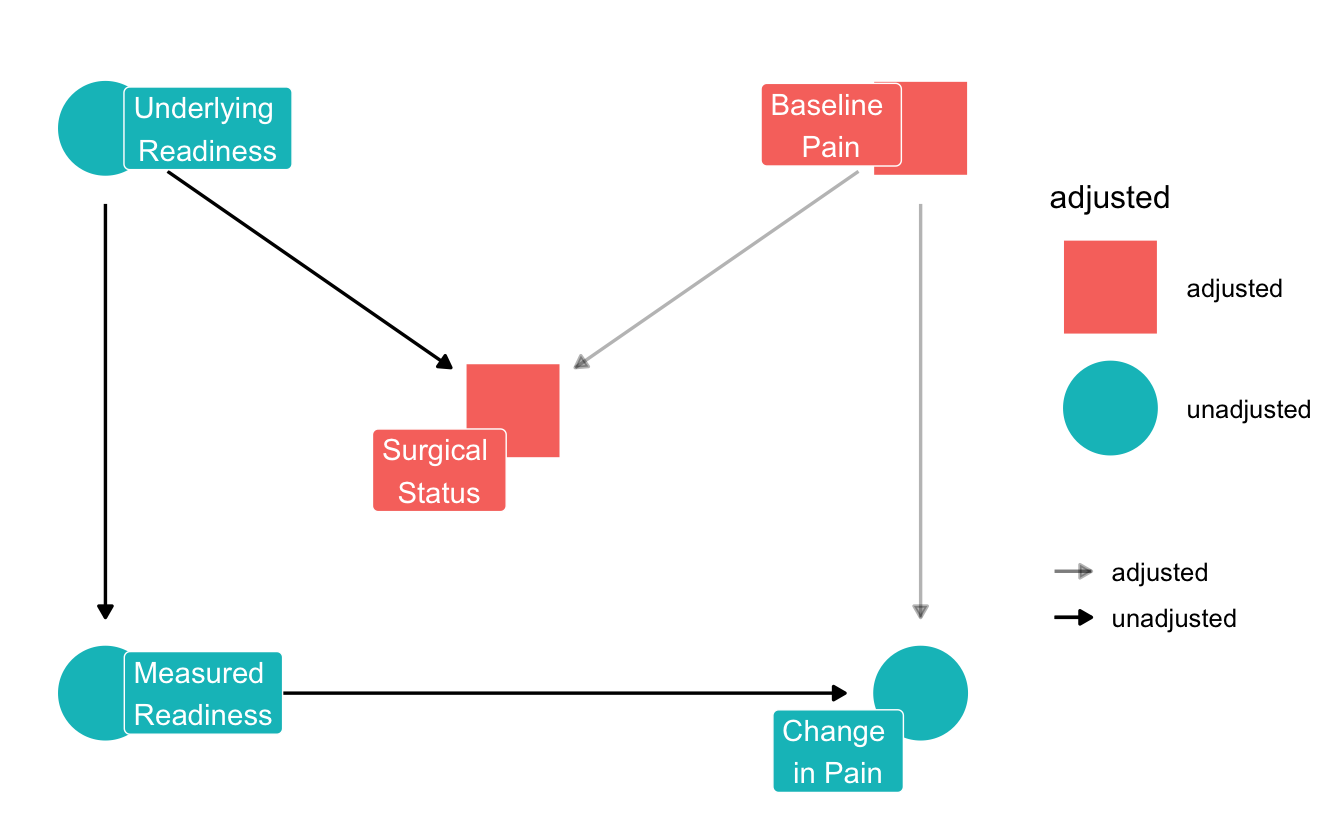 Underlying
Readiness
Baseline
Pain
adjusted
adjusted
unadjusted
Surgical
Status
adjusted
unadjusted
Measured
Readiness
Change
in Pain